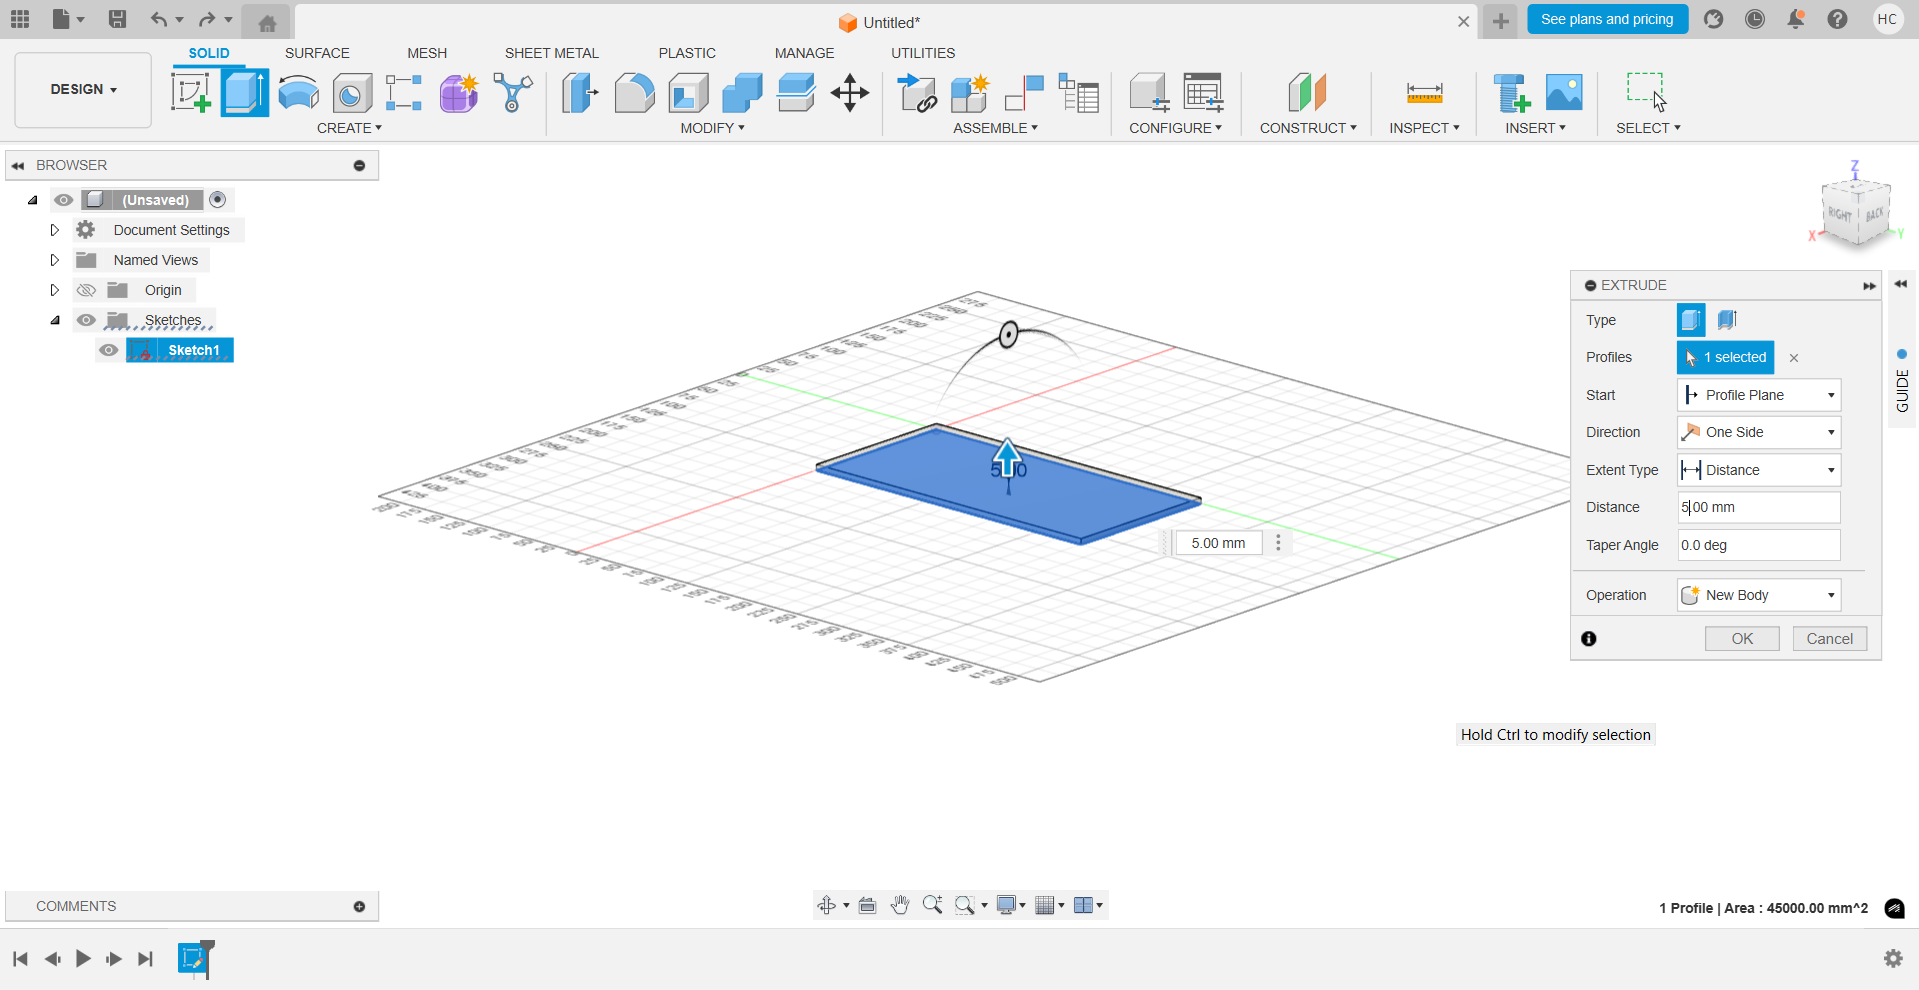 Untitled*
See plans and pricing
HC
SOLID
SURFACE
MESH
SHEET METAL
PLASTIC
MANAGE
UTILITIES
DESIGN
CREATE
MODIFY
ASSEMBLE
CONFIGURE
CONSTRUCT
INSPECT
INSERT
SELECT
BROWSER
(Unsaved)
Document Settings
Named Views
Origin
Sketches
Sketch1
Z
RIGHT
BACK
X
Y
EXTRUDE
Type
Profiles
1 selected
Start
Profile Plane
Direction
One Side
Extent Type
Distance
Distance
5.00 mm
Taper Angle
0.0 deg
Operation
New Body
OK
Cancel
GUIDE
5.00 mm
Hold Ctrl to modify selection
COMMENTS
1 Profile | Area : 45000.00 mm^2